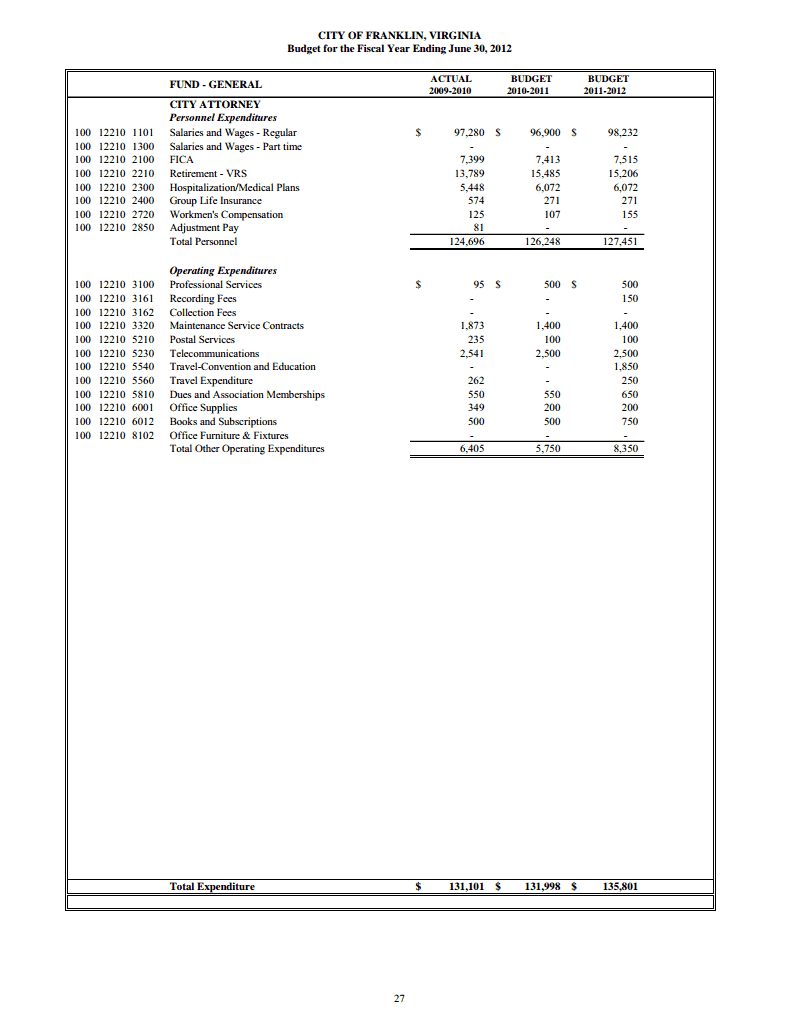 CITY OF FRANKLIN, VIRGINIA
Budget for the Fiscal Year Ending June 30, 2012
FUND - GENERAL ACTUAL 2009-2010 BUDGET 2010-2011 BUDGET 2011-2012
CITY ATTORNEY
Personnel Expenditures
100 12210 1101 Salaries and Wages - Regular $ 97,280 $ 96,900 $ 98,232
100 12210 1300 Salaries and Wages - Part time - - -
100 12210 2100 FICA 7,399 7,413 7,515
100 12210 2210 Retirement - VRS 13,789 15,485 15,206
100 12210 2300 Hospitalization/Medical Plans 5,448 6,072 6,072
100 12210 2400 Group Life Insurance 574 271 271
100 12210 2720 Workmen's Compensation 125 107 155
100 12210 2850 Adjustment Pay 81 - -
Total Personnel 124,696 126,248 127,451
Operating Expenditures
100 12210 3100 Professional Services $ 95 $ 500 $ 500
100 12210 3161 Recording Fees - - 150
100 12210 3162 Collection Fees - - -
100 12210 3320 Maintenance Service Contracts 1,873 1,400 1,400
100 12210 5210 Postal Services 235 100 100
100 12210 5230 Telecommunications 2,541 2,500 2,500
100 12210 5540 Travel-Convention and Education - - 1,850
100 12210 5560 Travel Expenditure 262 - 250
100 12210 5810 Dues and Association Memberships 550 550 650
100 12210 6001 Office Supplies 349 200 200
100 12210 6012 Books and Subscriptions 500 500 750
100 12210 8102 Office Furniture & Fixtures - - -
Total Other Operating Expenditures 6,405 5,750 8,350
Total Expenditure $ 131,101 $ 131,998 $ 135,801
27